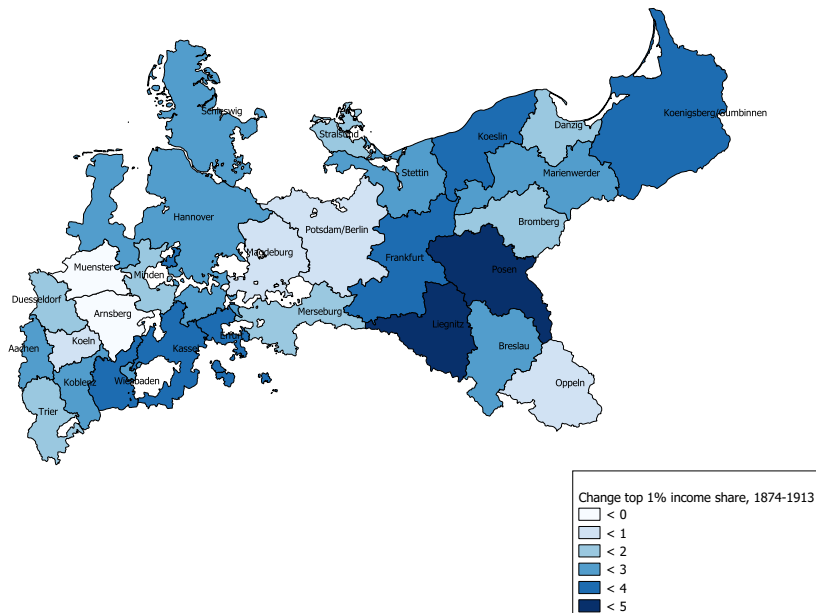 Schleswig
Koenigsberg/Gumbinnen
Danzig
Stralsund
Koeslin
Stettin
Marienwerder
Hannover
Bromberg
Potsdam/Berlin
Magdeburg
Frankfurt
Muenster
Minden
Posen
Duesseldorf
Merseburg
Arnsberg
Liegnitz
Erfurt
Koeln
Aachen
Kassel
Breslau
Koblenz
Wiesbaden
Oppeln
Trier
Change top 1% income share, 1874-1913
< 0
< 1
< 2
< 3
< 4
< 5